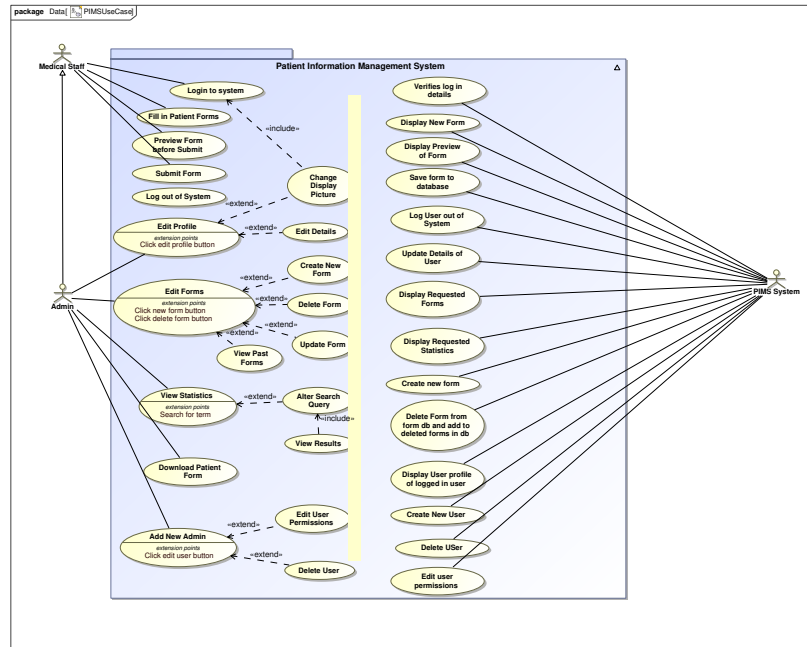 package Data[ PIMSUseCase]
Patient Information Management System
Medical Staff
Login to system
Fill in Patient Forms
«include»
Preview Form
before Submit
Submit Form
Change
Display
Picture
Log out of System
«extend»
Edit Profile
extension points
Click edit profile button
«extend»
Edit Details
Admin
Create New
Form
«extend»
Edit Forms
extension points
Click new form button
Click delete form button
«extend»
Delete Form
«extend»
Update Form
«extend»
View Past
Forms
View Statistics
extension points
Search for term
«extend»
Alter Search
Query
«include»
View Results
Download Patient
Form
Edit User
Permissions
«extend»
Add New Admin
extension points
Click edit user button
«extend»
Delete User
Verifies log in
details
Display New Form
Display Preview
of Form
Save form to
database
Log User out of
System
Update Details of
User
Display Requested
Forms
PIMS System
Display Requested
Statistics
Create new form
Delete Form from
form db and add to
deleted forms in db
Display User profile
of logged in user
Create New User
Delete USer
Edit user
permissions